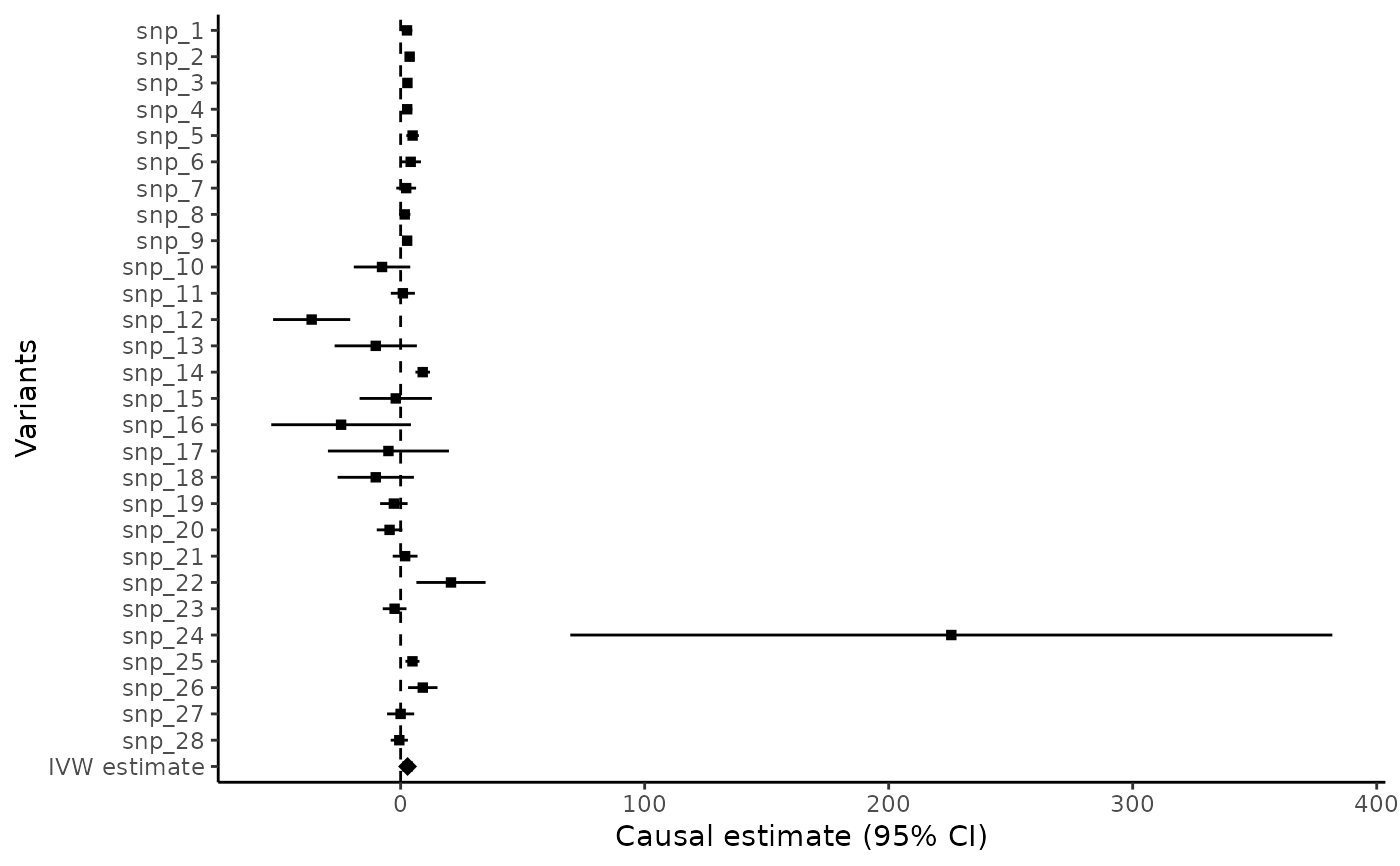 snp_1
snp_2
snp_3
snp_4
snp_5
snp_6
snp_7
snp_8
snp_9
snp_10
snp_11
snp_12
snp_13
snp_14
snp_15
snp_16
snp_17
snp_18
snp_19
snp_20
snp_21
snp_22
snp_23
snp_24
snp_25
snp_26
snp_27
snp_28
IVW estimate
Variants
0 100 200 300 400
Causal estimate (95% CI)